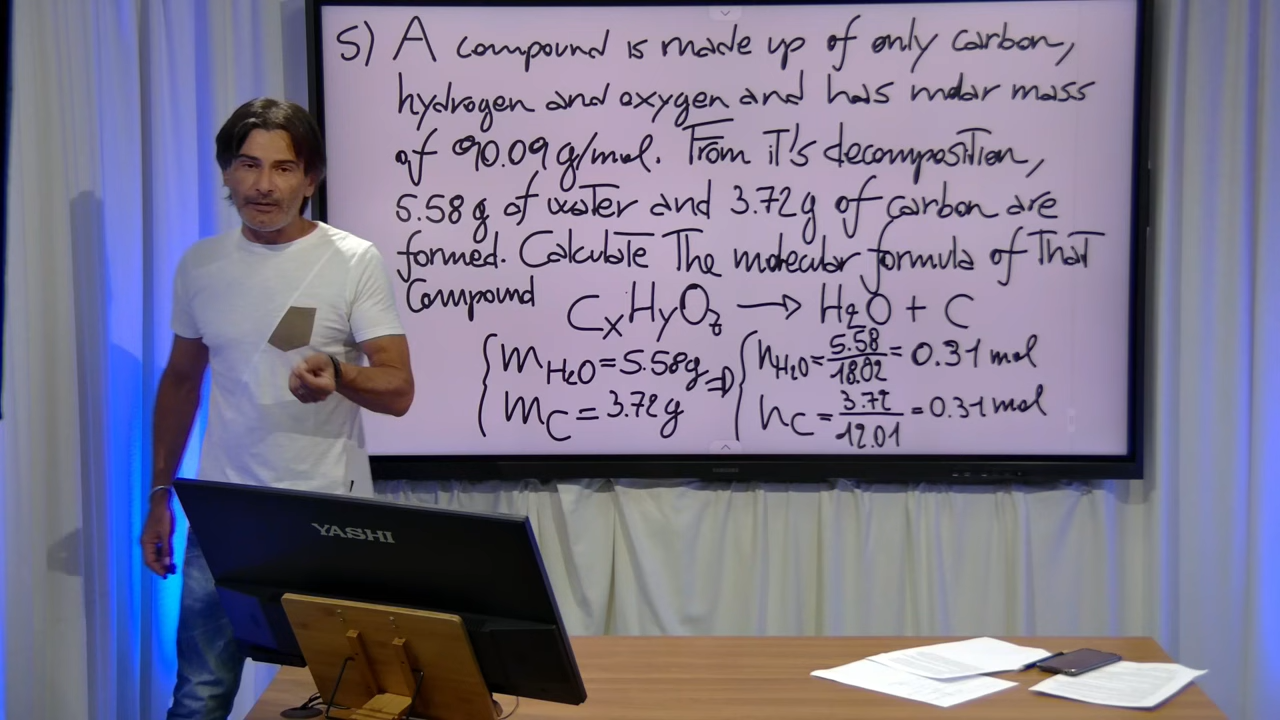 5) A compound is made up of only carbon,
hydrogen and oxygen and has molar mass
of 90.09 g/mol. From it's decomposition,
5.58 g of water and 3.72 g of carbon are
formed. Calculate the molecular formula of that
compound
CxHyOz → H2O + C
mH2O = 5.58 g ⇒ nH2O = 5.58/18.02 = 0.31 mol
mC = 3.72 g nC = 3.72/12.01 = 0.31 mol
SAMSUNG
YASHI